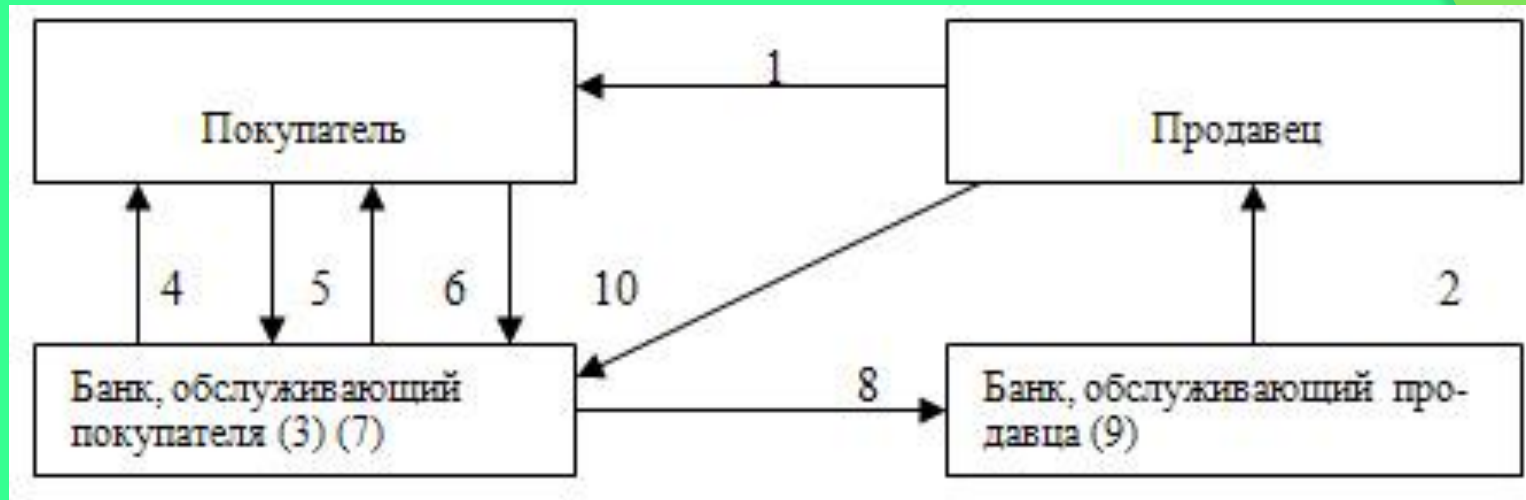 1
Покупатель
Продавец
4
5
6
10
2
8
Банк, обслуживающий
покупателя (3) (7)
Банк, обслуживающий про-
давца (9)